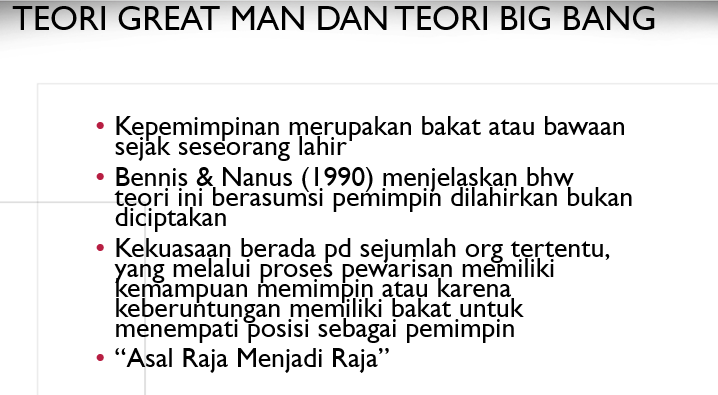 TEORI GREAT MAN DAN TEORI BIG BANG
• Kepemimpinan merupakan bakat atau bawaan
sejak seseorang lahir
• Bennis & Nanus (1990) menjelaskan bhw
teori ini berasumsi pemimpin dilahirkan bukan
diciptakan
• Kekuasaan berada pd sejumlah org tertentu,
yang melalui proses pewarisan memiliki
kemampuan memimpin atau karena
keberuntungan memiliki bakat untuk
menempati posisi sebagai pemimpin
• “Asal Raja Menjadi Raja”